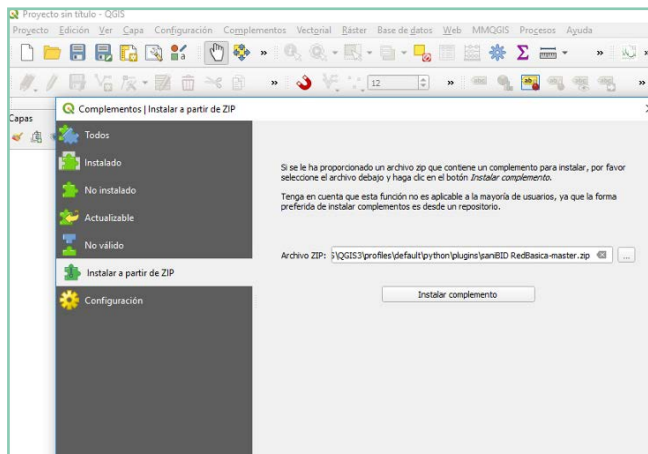 Proyecto sin título - QGIS
Proyecto Edición Ver Capa Configuración Complementos Vectorial Ráster Base de datos Web MMQGIS Procesos Ayuda
12
Capas
Complementos | Instalar a partir de ZIP
Todos
Instalado
No instalado
Actualizable
No válido
Instalar a partir de ZIP
Configuración
Si se le ha proporcionado un archivo zip que contiene un complemento para instalar, por favor
seleccione el archivo debajo y haga clic en el botón Instalar complemento.
Tenga en cuenta que esta función no es aplicable a la mayoría de usuarios, ya que la forma
preferida de instalar complementos es desde un repositorio.
Archivo ZIP: \QGIS3\profiles\default\python\plugins\saniBID RedBasica-master.zip ...
Instalar complemento